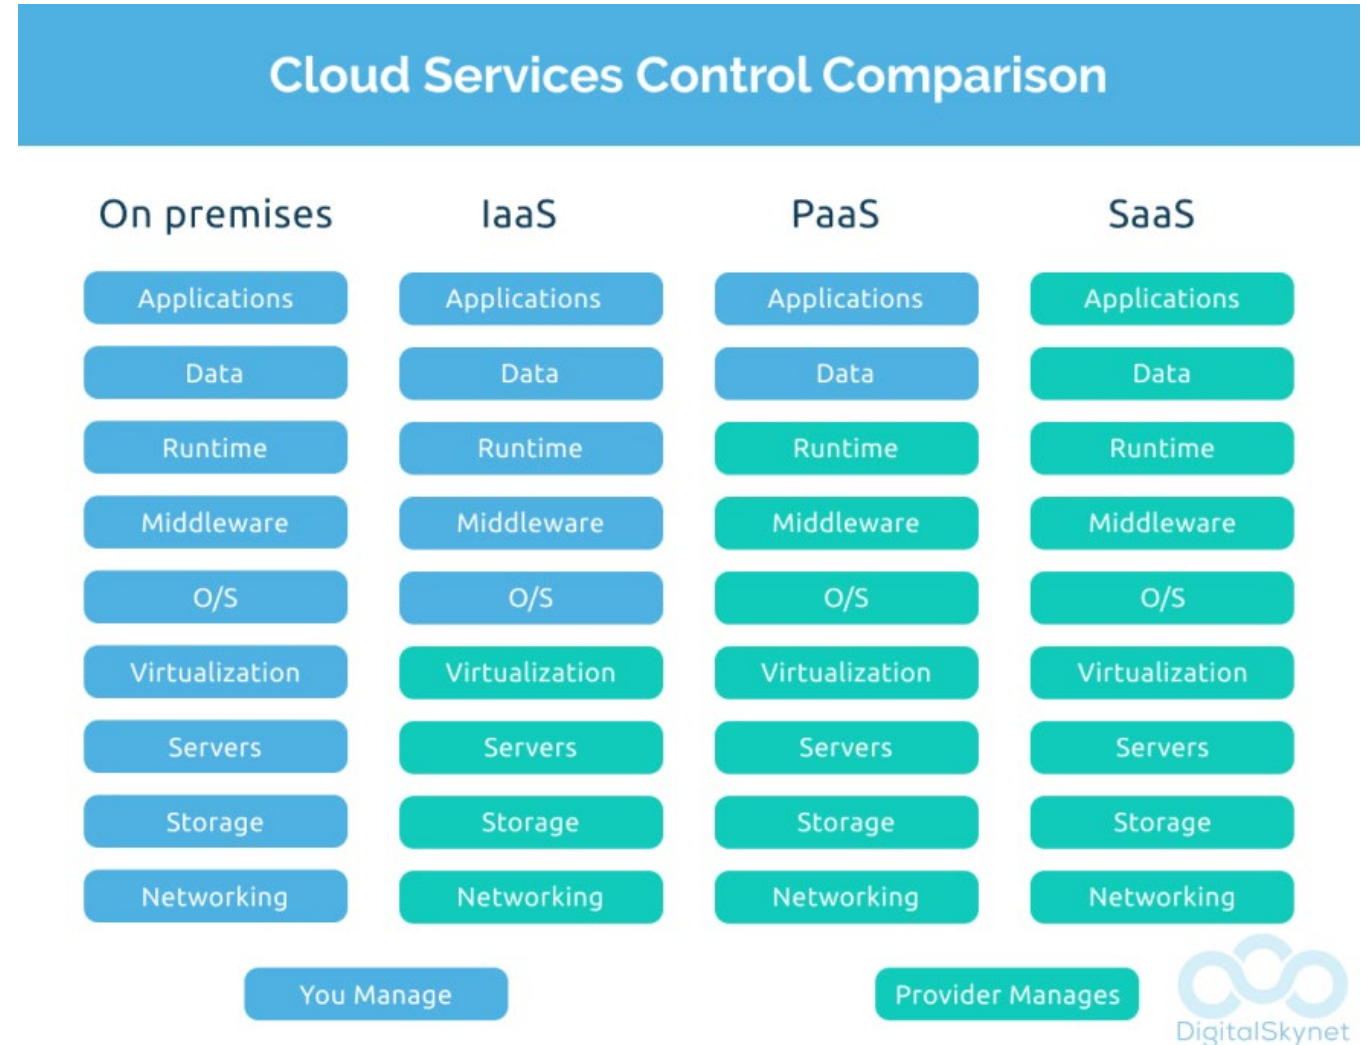 Cloud Services Control Comparison
On premises IaaS PaaS SaaS
Applications Applications Applications Applications
Data Data Data Data
Runtime Runtime Runtime Runtime
Middleware Middleware Middleware Middleware
O/S O/S O/S O/S
Virtualization Virtualization Virtualization Virtualization
Servers Servers Servers Servers
Storage Storage Storage Storage
Networking Networking Networking Networking
You Manage Provider Manages
DigitalSkynet